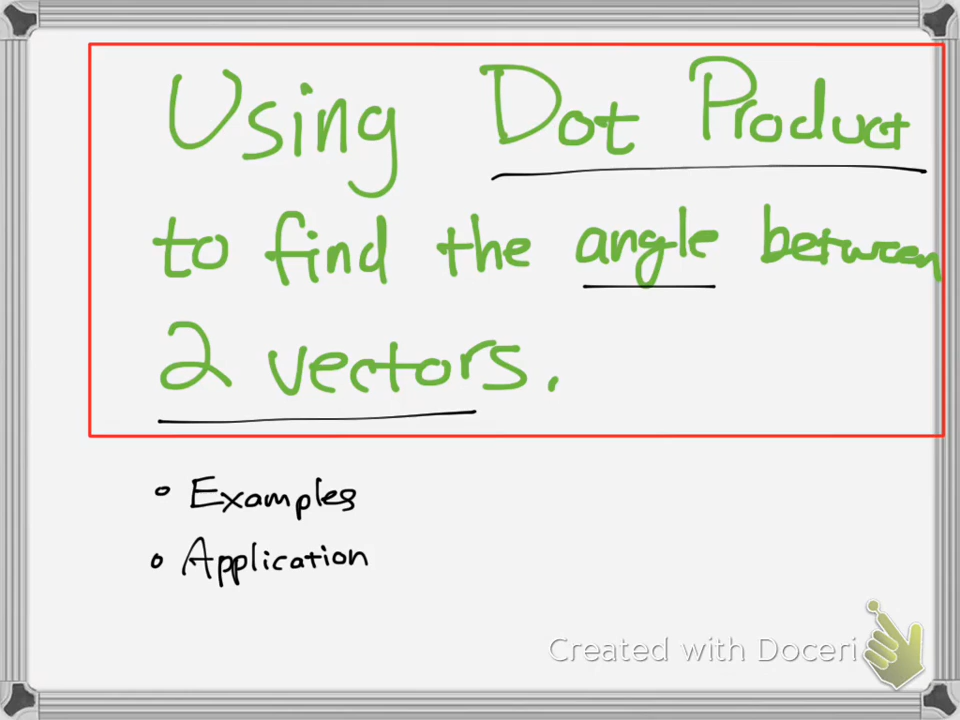 Using Dot Product
to find the angle between
2 vectors.
◦ Examples
◦ Application
Created with Doceri